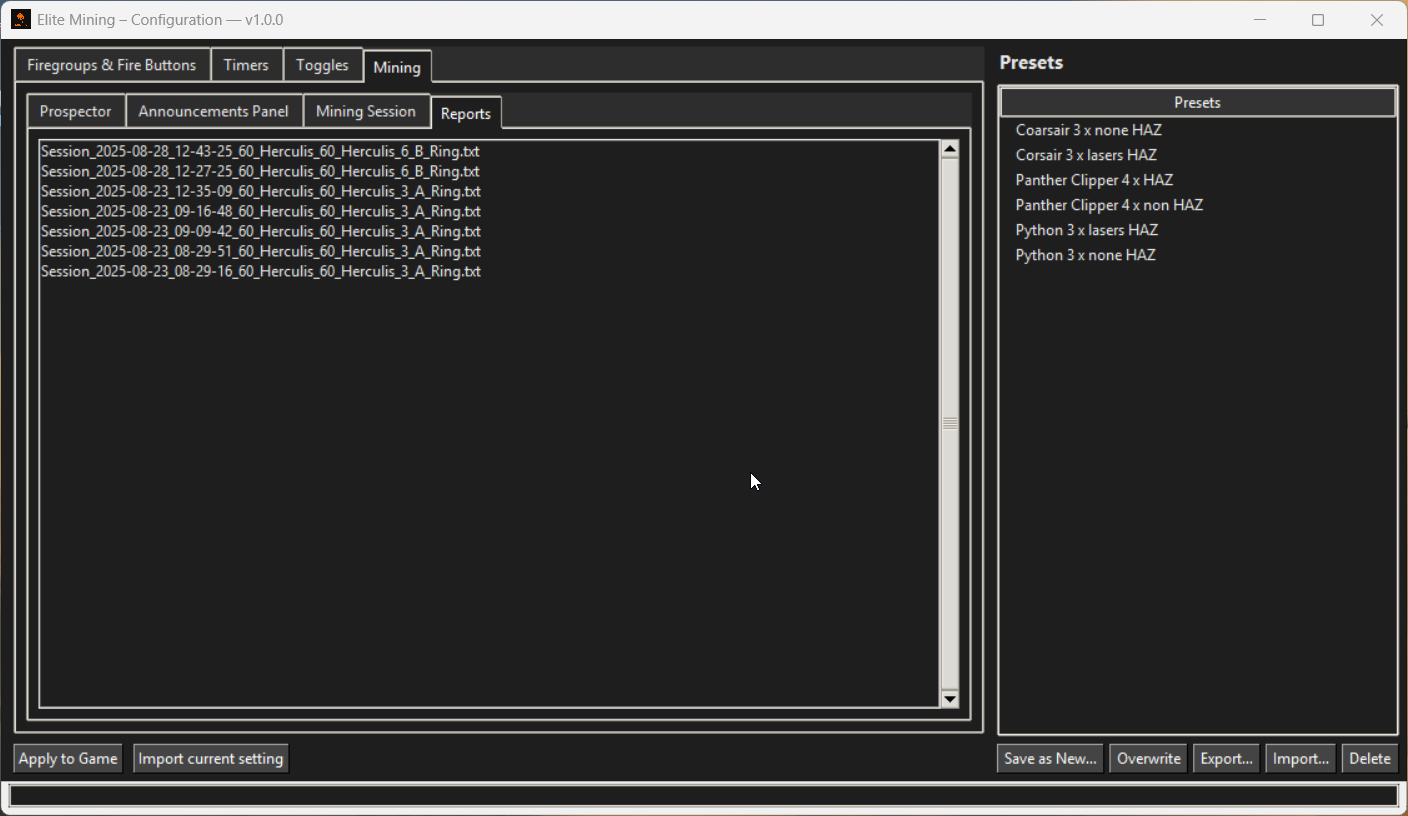 Elite Mining – Configuration — v1.0.0
Firegroups & Fire Buttons Timers Toggles Mining
Prospector Announcements Panel Mining Session Reports
Session_2025-08-28_12-43-25_60_Herculis_60_Herculis_6_B_Ring.txt
Session_2025-08-28_12-27-25_60_Herculis_60_Herculis_6_B_Ring.txt
Session_2025-08-23_12-35-09_60_Herculis_60_Herculis_3_A_Ring.txt
Session_2025-08-23_09-16-48_60_Herculis_60_Herculis_3_A_Ring.txt
Session_2025-08-23_09-09-42_60_Herculis_60_Herculis_3_A_Ring.txt
Session_2025-08-23_08-29-51_60_Herculis_60_Herculis_3_A_Ring.txt
Session_2025-08-23_08-29-16_60_Herculis_60_Herculis_3_A_Ring.txt
Apply to Game Import current setting
Presets
Presets
Coarsair 3 x none HAZ
Corsair 3 x lasers HAZ
Panther Clipper 4 x HAZ
Panther Clipper 4 x non HAZ
Python 3 x lasers HAZ
Python 3 x none HAZ
Save as New... Overwrite Export... Import... Delete